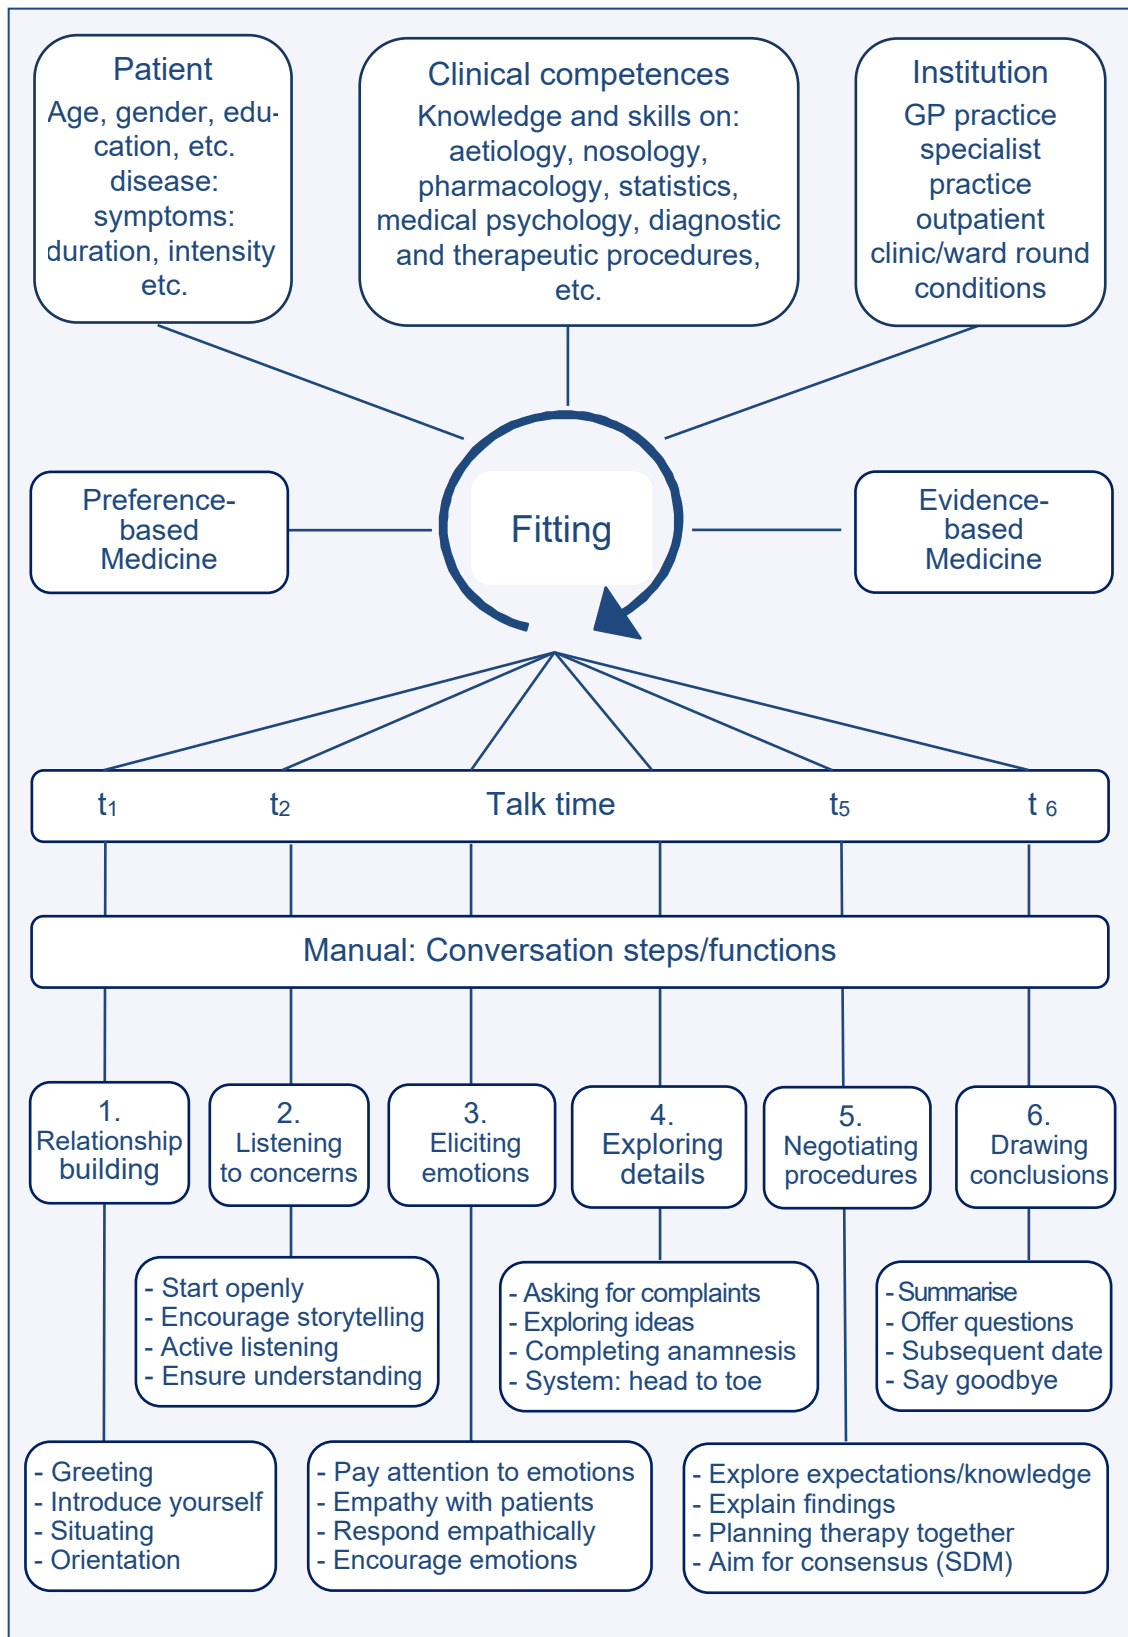 Patient
Age, gender, edu-
cation, etc.
disease:
symptoms:
duration, intensity
etc.
Clinical competences
Knowledge and skills on:
aetiology, nosology,
pharmacology, statistics,
medical psychology, diagnostic
and therapeutic procedures,
etc.
Institution
GP practice
specialist
practice
outpatient
clinic/ward round
conditions
Preference-
based
Medicine
Fitting
Evidence-
based
Medicine
t1 t2 Talk time t5 t 6
Manual: Conversation steps/functions
1.
Relationship
building
2.
Listening
to concerns
3.
Eliciting
emotions
4.
Exploring
details
5.
Negotiating
procedures
6.
Drawing
conclusions
- Start openly
- Encourage storytelling
- Active listening
- Ensure understanding
- Asking for complaints
- Exploring ideas
- Completing anamnesis
- System: head to toe
- Summarise
- Offer questions
- Subsequent date
- Say goodbye
- Greeting
- Introduce yourself
- Situating
- Orientation
- Pay attention to emotions
- Empathy with patients
- Respond empathically
- Encourage emotions
- Explore expectations/knowledge
- Explain findings
- Planning therapy together
- Aim for consensus (SDM)